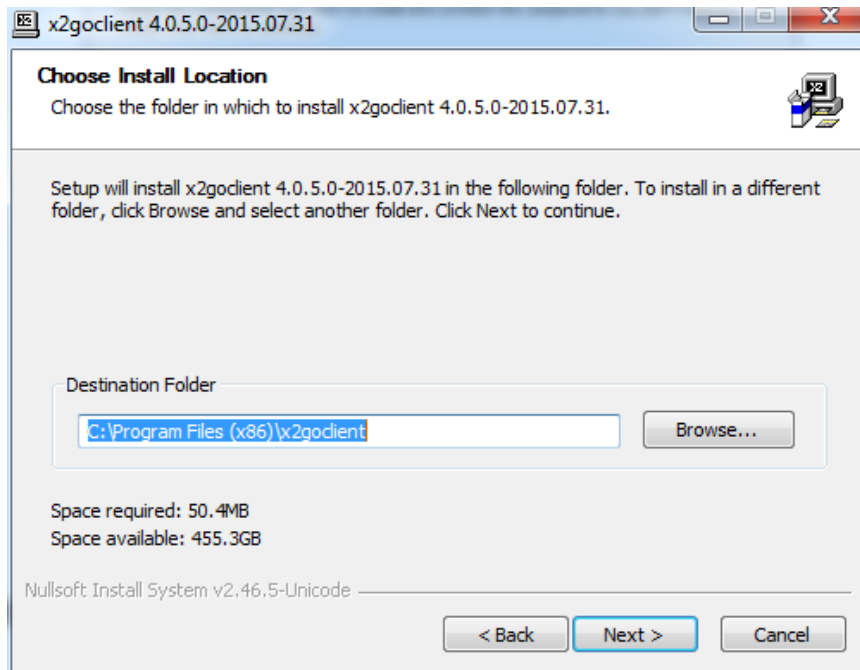 x2goclient 4.0.5.0-2015.07.31
Choose Install Location
Choose the folder in which to install x2goclient 4.0.5.0-2015.07.31.
Setup will install x2goclient 4.0.5.0-2015.07.31 in the following folder. To install in a different
folder, click Browse and select another folder. Click Next to continue.
Destination Folder
C:\Program Files (x86)\x2goclient
Browse...
Space required: 50.4MB
Space available: 455.3GB
Nullsoft Install System v2.46.5-Unicode
< Back
Next >
Cancel